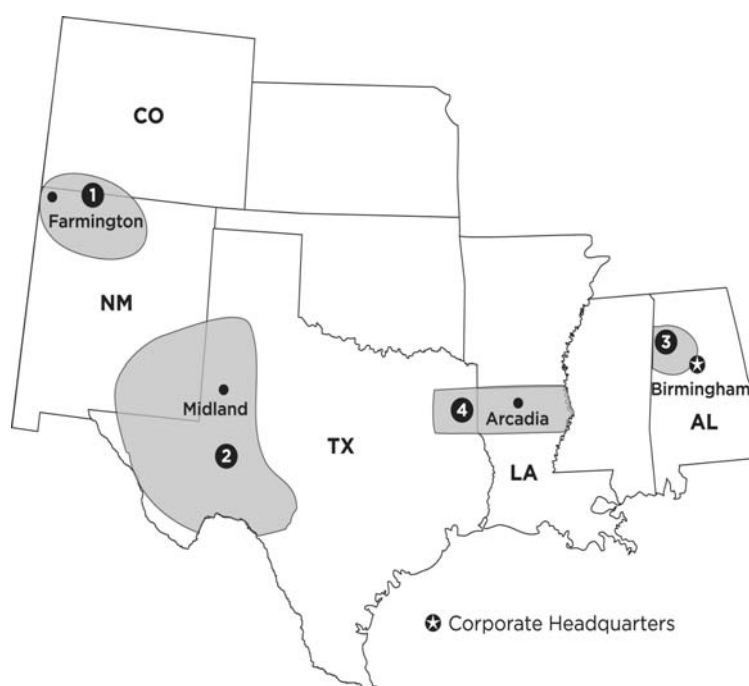 CO
1
Farmington
NM
3
Birmingham
AL
Midland
4
Arcadia
2
TX
LA
Corporate Headquarters